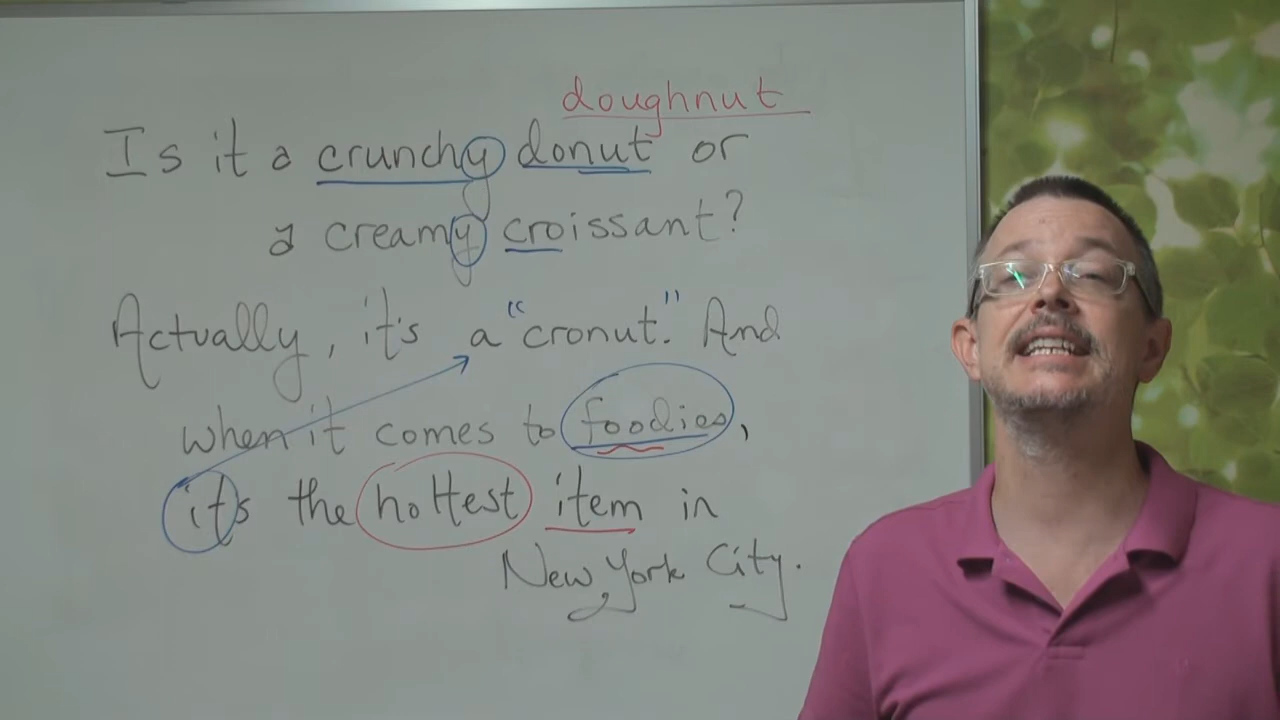 doughnut
Is it a crunchy donut or
a creamy croissant?
Actually, it's a "cronut." And
when it comes to foodies,
it's the hottest item in
New York City.